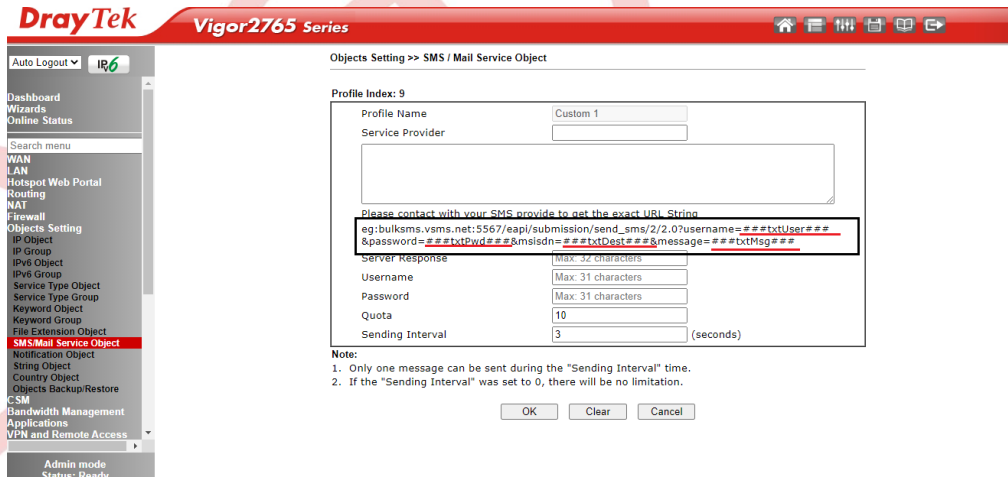 DrayTek
Vigor2765 Series
Auto Logout
IPv6
Dashboard
Wizards
Online Status
Search menu
WAN
LAN
Hotspot Web Portal
Routing
NAT
Firewall
Objects Setting
IP Object
IP Group
IPv6 Object
IPv6 Group
Service Type Object
Service Type Group
Keyword Object
Keyword Group
File Extension Object
SMS/Mail Service Object
Notification Object
String Object
Country Object
Objects Backup/Restore
CSM
Bandwidth Management
Applications
VPN and Remote Access
Admin mode
Status: Ready
Objects Setting >> SMS / Mail Service Object
Profile Index: 9
Profile Name Custom 1
Service Provider
Please contact with your SMS provide to get the exact URL String
eg:bulksms.vsms.net:5567/eapi/submission/send_sms/2/2.0?username=###txtUser###
&password=###txtPwd###&msisdn=###txtDest###&message=###txtMsg###
Server Response Max: 32 characters
Username Max: 31 characters
Password Max: 31 characters
Quota 10
Sending Interval 3 (seconds)
Note:
1. Only one message can be sent during the "Sending Interval" time.
2. If the "Sending Interval" was set to 0, there will be no limitation.
OK Clear Cancel